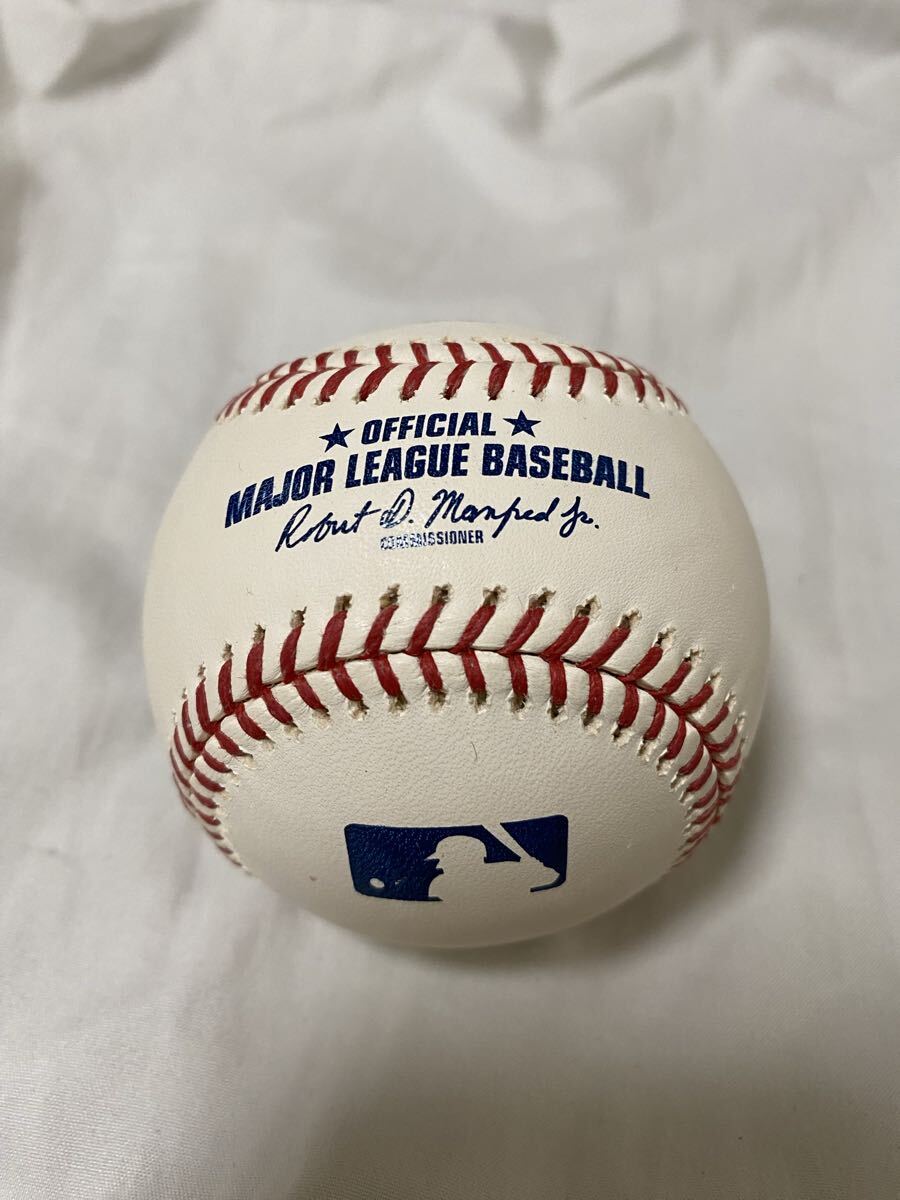 ★ OFFICIAL ★
MAJOR LEAGUE BASEBALL
Robert D. Manfred Jr.
COMMISSIONER